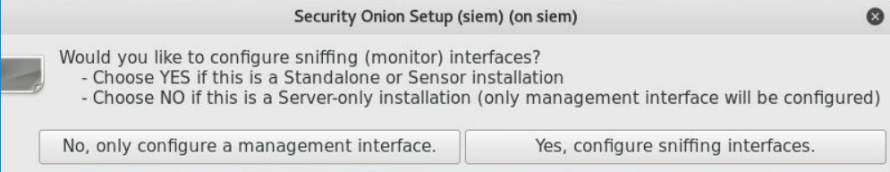 Security Onion Setup (siem) (on siem)
Would you like to configure sniffing (monitor) interfaces?
- Choose YES if this is a Standalone or Sensor installation
- Choose NO if this is a Server-only installation (only management interface will be configured)
No, only configure a management interface.
Yes, configure sniffing interfaces.